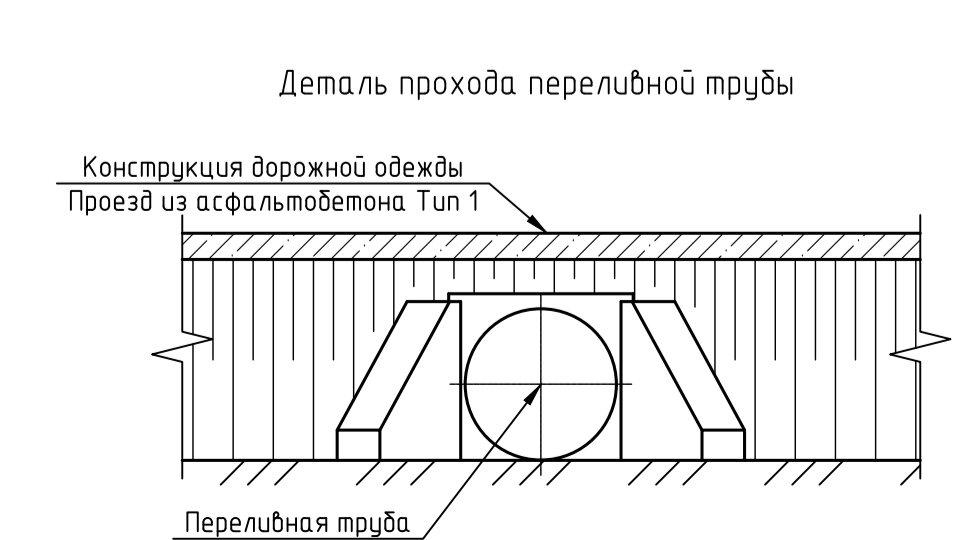 Деталь прохода переливной трубы
Конструкция дорожной одежды
Проезд из асфальтобетона Тип 1
Переливная труба